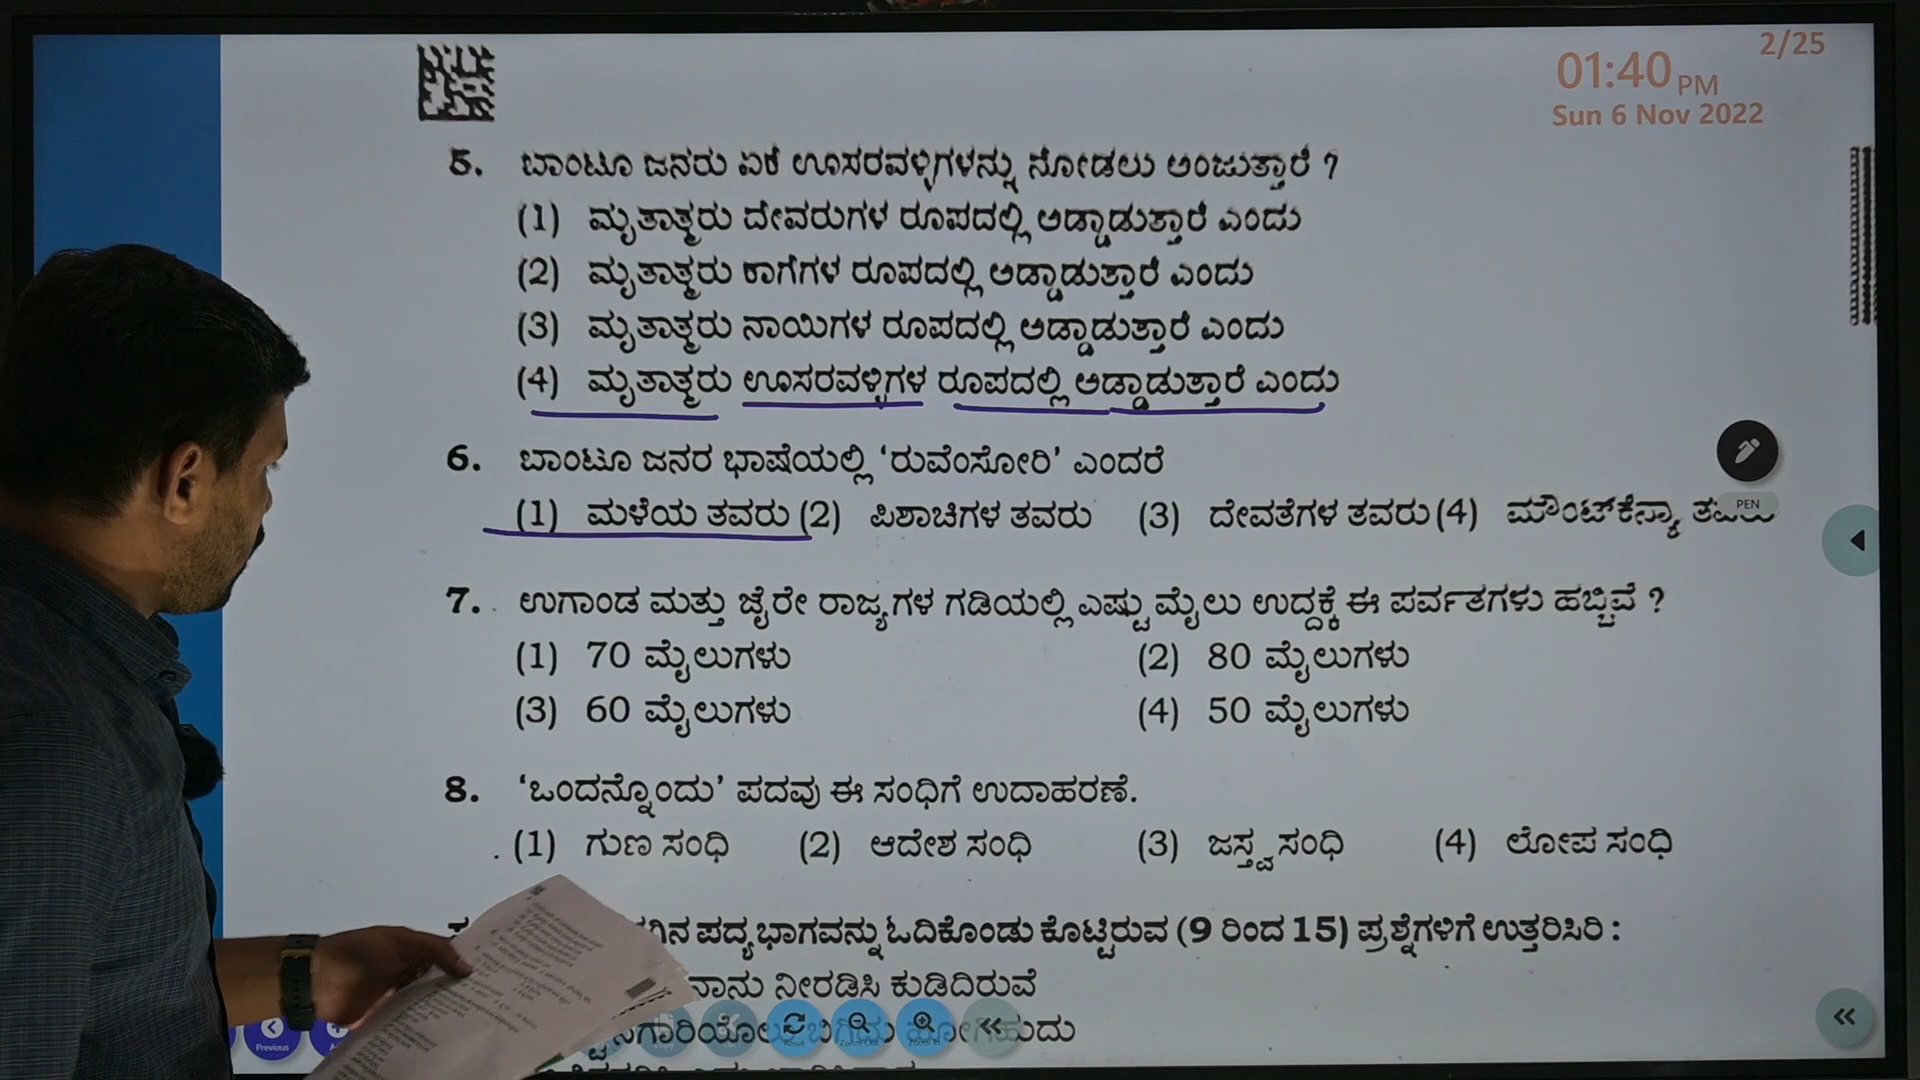 2/25
01:40 PM
Sun 6 Nov 2022
5. ಬಾಂಟೂ ಜನರು ಏಕೆ ಊಸರವಳ್ಳಿಗಳನ್ನು ನೋಡಲು ಅಂಜುತ್ತಾರೆ ?
(1) ಮೃತಾತ್ಮರು ದೇವರುಗಳ ರೂಪದಲ್ಲಿ ಅಡ್ಡಾಡುತ್ತಾರೆ ಎಂದು
(2) ಮೃತಾತ್ಮರು ಕಾಗೆಗಳ ರೂಪದಲ್ಲಿ ಅಡ್ಡಾಡುತ್ತಾರೆ ಎಂದು
(3) ಮೃತಾತ್ಮರು ನಾಯಿಗಳ ರೂಪದಲ್ಲಿ ಅಡ್ಡಾಡುತ್ತಾರೆ ಎಂದು
(4) ಮೃತಾತ್ಮರು ಊಸರವಳ್ಳಿಗಳ ರೂಪದಲ್ಲಿ ಅಡ್ಡಾಡುತ್ತಾರೆ ಎಂದು
6. ಬಾಂಟೂ ಜನರ ಭಾಷೆಯಲ್ಲಿ ‘ರುವೆಂಸೋರಿ’ ಎಂದರೆ
(1) ಮಳೆಯ ತವರು (2) ಪಿಶಾಚಿಗಳ ತವರು (3) ದೇವತೆಗಳ ತವರು (4) ಮೌಂಟ್‌ಕೆನ್ಯಾ
PEN
7. ಉಗಾಂಡ ಮತ್ತು ಜೈರೇ ರಾಜ್ಯಗಳ ಗಡಿಯಲ್ಲಿ ಎಷ್ಟು ಮೈಲು ಉದ್ದಕ್ಕೆ ಈ ಪರ್ವತಗಳು ಹಬ್ಬಿವೆ ?
(1) 70 ಮೈಲುಗಳು (2) 80 ಮೈಲುಗಳು
(3) 60 ಮೈಲುಗಳು (4) 50 ಮೈಲುಗಳು
8. ‘ಒಂದನ್ನೊಂದು’ ಪದವು ಈ ಸಂಧಿಗೆ ಉದಾಹರಣೆ.
(1) ಗುಣ ಸಂಧಿ (2) ಆದೇಶ ಸಂಧಿ (3) ಜಸ್ತ್ವ ಸಂಧಿ (4) ಲೋಪ ಸಂಧಿ
ಪದ್ಯಭಾಗವನ್ನು ಓದಿಕೊಂಡು ಕೊಟ್ಟಿರುವ (9 ರಿಂದ 15) ಪ್ರಶ್ನೆಗಳಿಗೆ ಉತ್ತರಿಸಿರಿ :
ನಾನು ನೀರಡಿಸಿ ಕುಡಿದಿರುವೆ
Previous Reset Zoom Out Zoom In